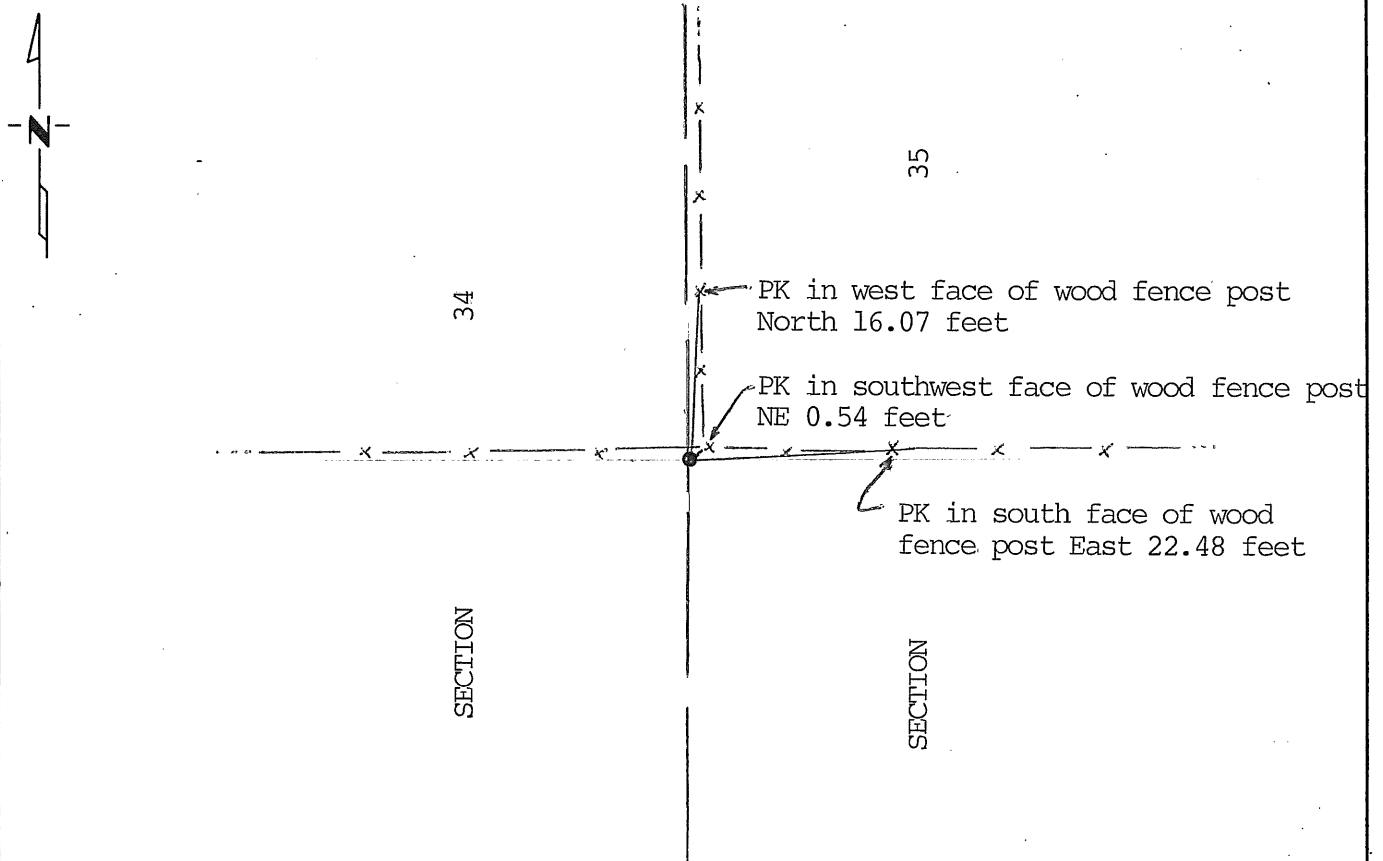 N
35
34
PK in west face of wood fence post
North 16.07 feet
PK in southwest face of wood fence post
NE 0.54 feet
PK in south face of wood
fence post East 22.48 feet
SECTION
SECTION